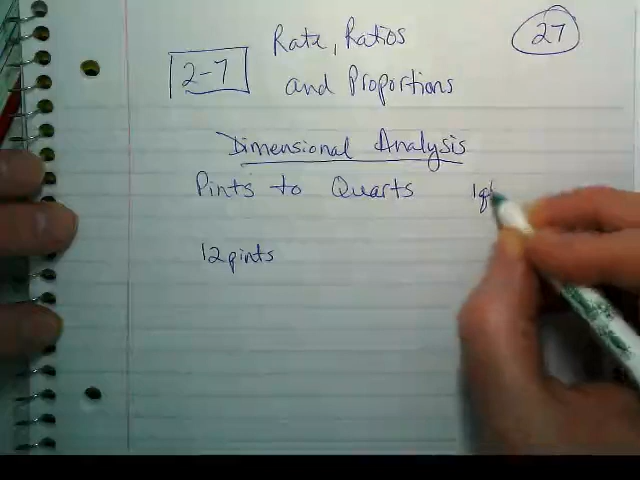 Rate, Ratios
27
2-7
and Proportions
Dimensional Analysis
Pints to Quarts
12 pints